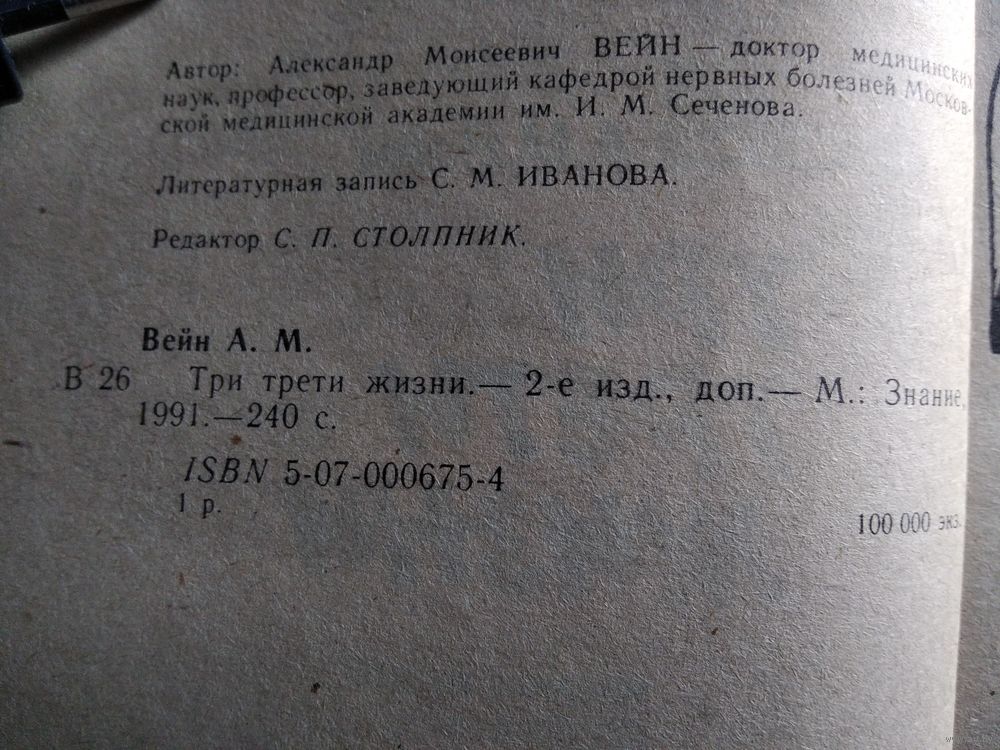 Автор: Александр Моисеевич ВЕЙН — доктор медицинских
наук, профессор, заведующий кафедрой нервных болезней Москов-
ской медицинской академии им. И. М. Сеченова.
Литературная запись С. М. ИВАНОВА.
Редактор С. П. СТОЛПНИК.
Вейн А. М.
В 26 Три трети жизни.— 2-е изд., доп.— М.: Знание,
1991.—240 с.
ISBN 5-07-000675-4
1 р.
100 000 экз.